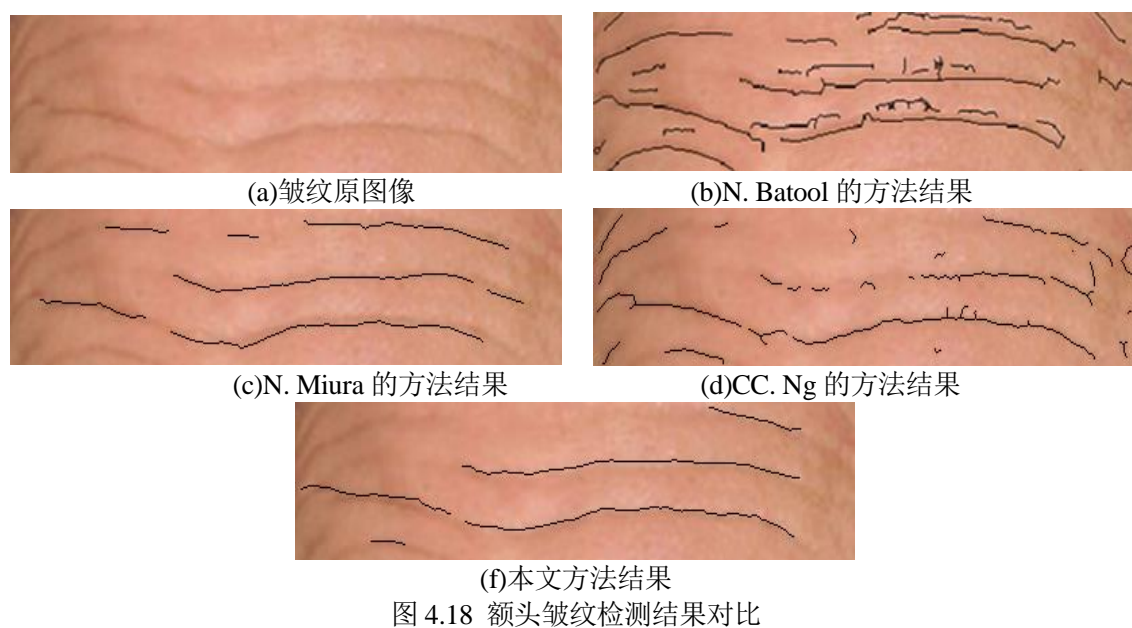 (a)皱纹原图像
(b)N. Batool 的方法结果
(c)N. Miura 的方法结果
(d)CC. Ng 的方法结果
(f)本文方法结果
图 4.18 额头皱纹检测结果对比